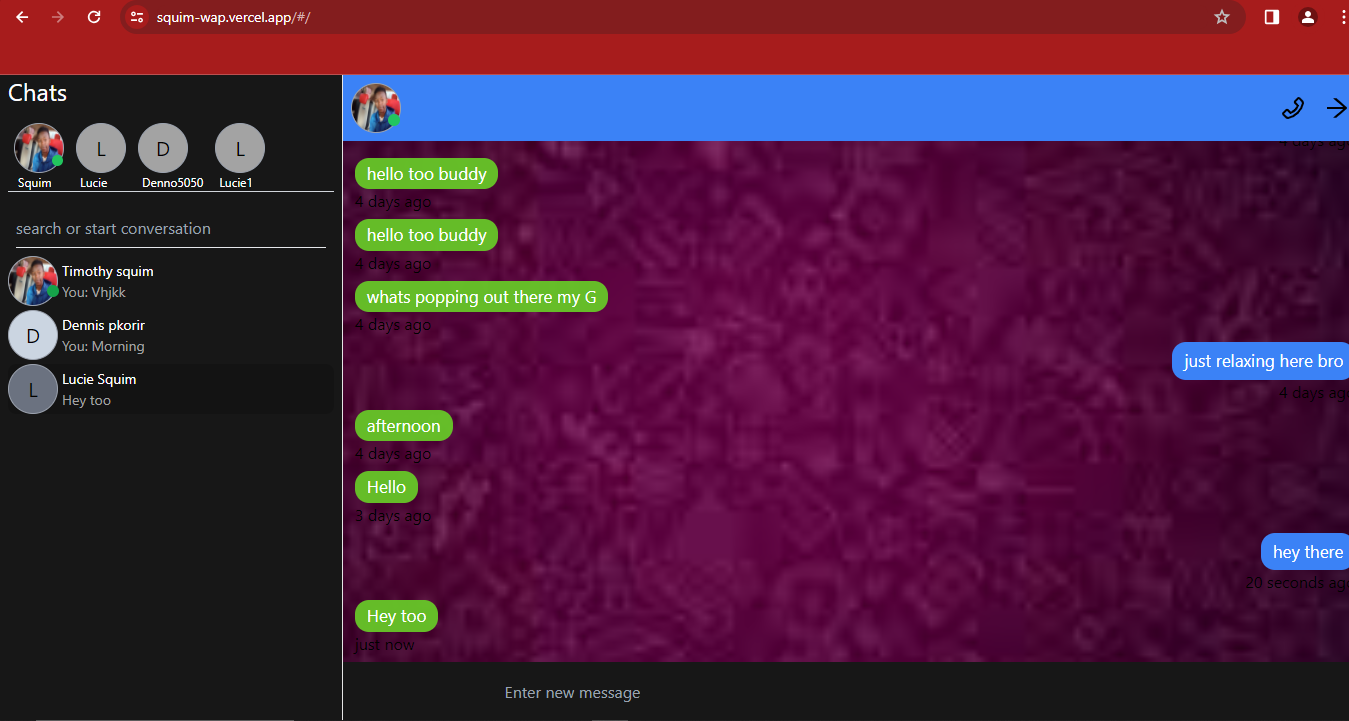 squim-wap.vercel.app/#/
Chats
L
D
L
Squim
Lucie
Denno5050
Lucie1
search or start conversation
Timothy squim
You: Vhjkk
D
Dennis pkorir
You: Morning
L
Lucie Squim
Hey too
4 days ago
hello too buddy
4 days ago
hello too buddy
4 days ago
whats popping out there my G
4 days ago
just relaxing here bro
4 days ago
afternoon
4 days ago
Hello
3 days ago
hey there
20 seconds ago
Hey too
just now
Enter new message